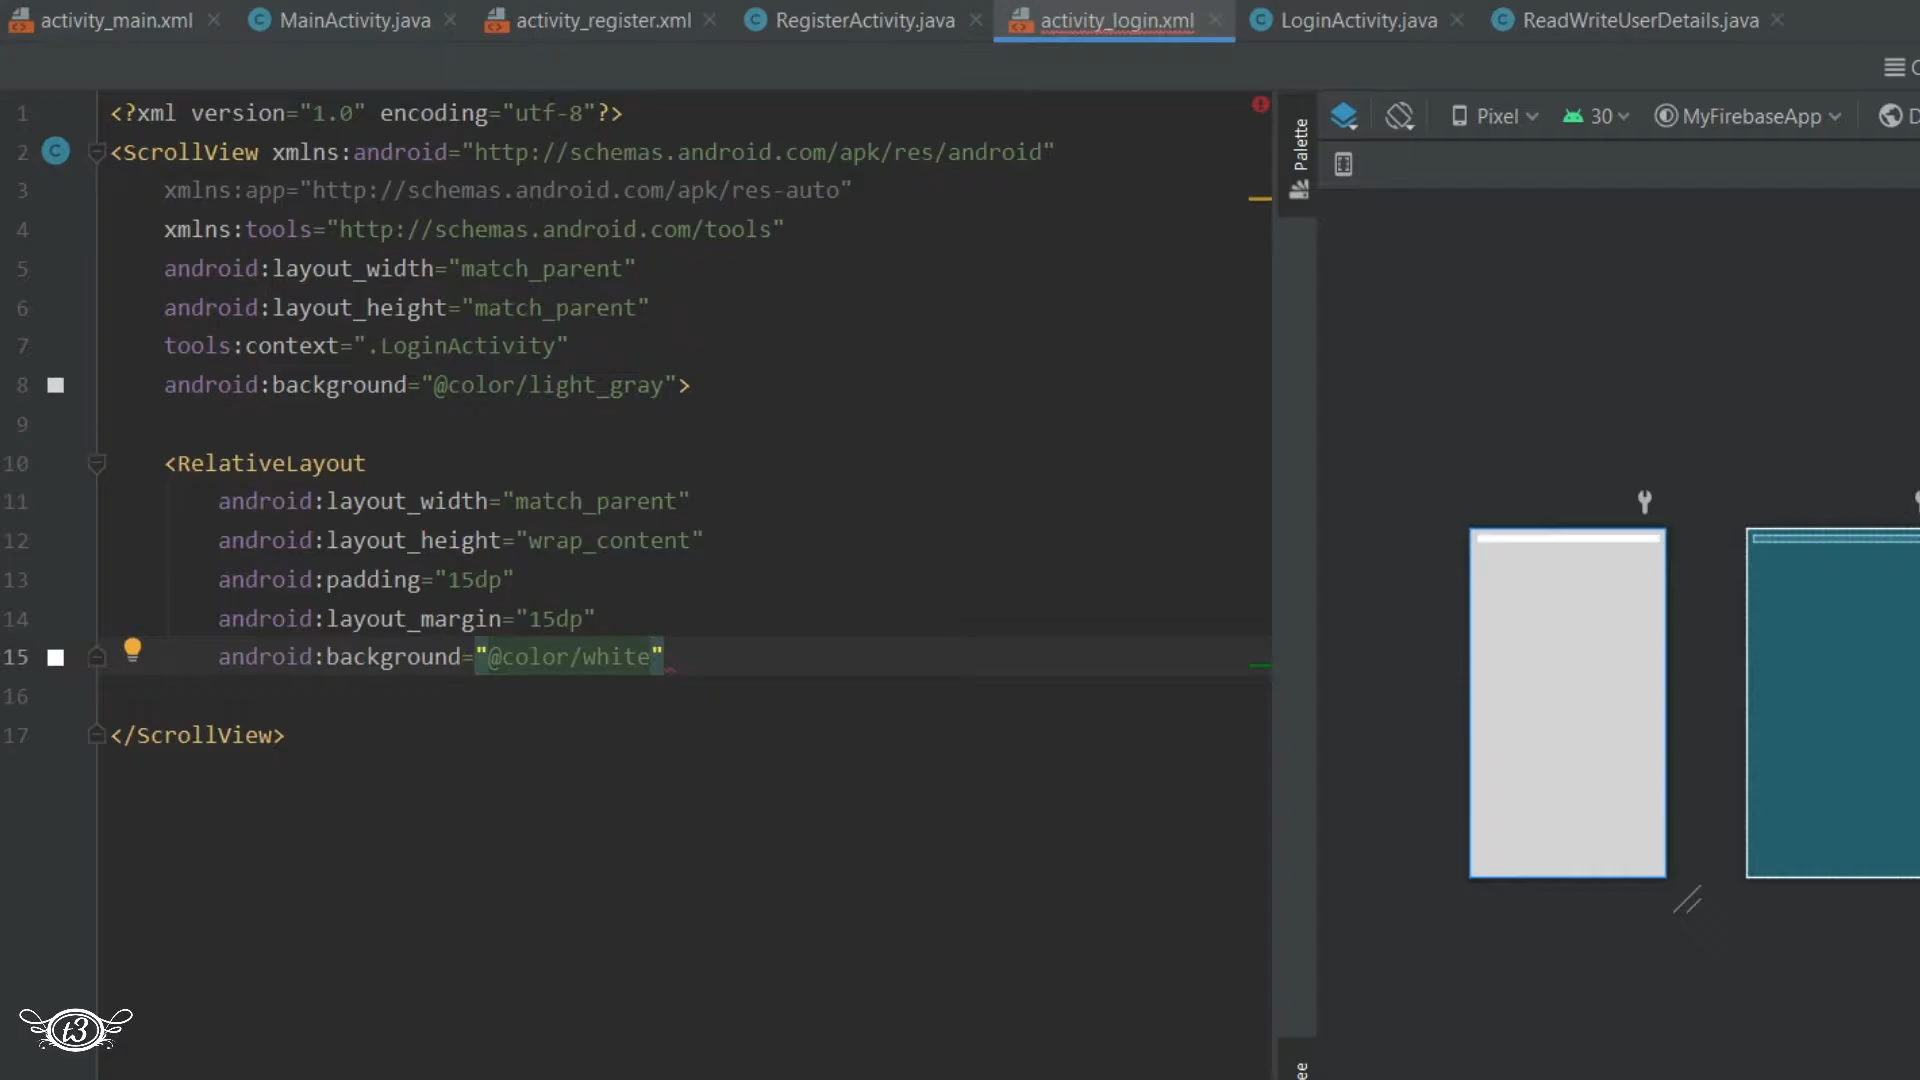 activity_main.xml MainActivity.java activity_register.xml RegisterActivity.java activity_login.xml LoginActivity.java ReadWriteUserDetails.java
Palette
Pixel 30 MyFirebaseApp
1 <?xml version="1.0" encoding="utf-8"?>
2 <ScrollView xmlns:android="http://schemas.android.com/apk/res/android"
3 xmlns:app="http://schemas.android.com/apk/res-auto"
4 xmlns:tools="http://schemas.android.com/tools"
5 android:layout_width="match_parent"
6 android:layout_height="match_parent"
7 tools:context=".LoginActivity"
8 android:background="@color/light_gray">
9
10 <RelativeLayout
11 android:layout_width="match_parent"
12 android:layout_height="wrap_content"
13 android:padding="15dp"
14 android:layout_margin="15dp"
15 android:background="@color/white"
16
17 </ScrollView>
t3